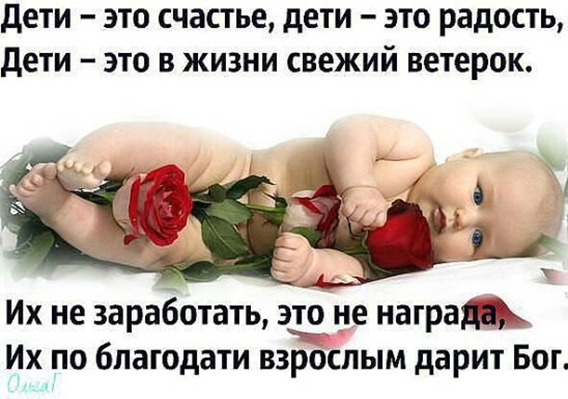 Дети – это счастье, дети – это радость,
Дети – это в жизни свежий ветерок.
Их не заработать, это не награда,
Их по благодати взрослым дарит Бог.
ОльгаГ